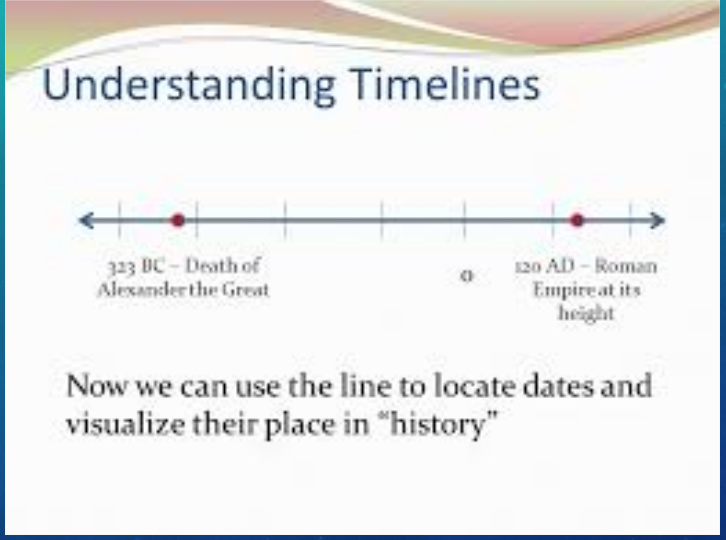 Understanding Timelines
323 BC – Death of
Alexander the Great
0
120 AD – Roman
Empire at its
height
Now we can use the line to locate dates and
visualize their place in “history”